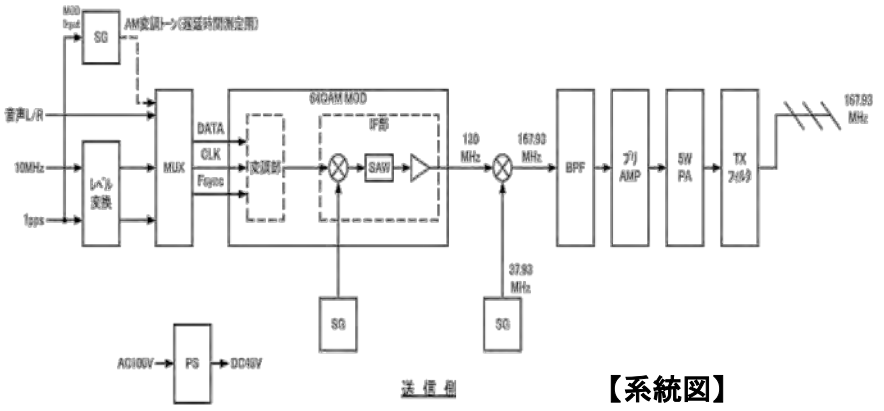 MOD
Input
SG
AM変調トーン(遅延時間測定用)
音声L/R
10MHz
1pps
レベル
変換
MUX
DATA
CLK
Fsync
64QAM MOD
変調部
IF部
SAW
SG
130
MHz
167.93
MHz
37.93
MHz
SG
BPF
プリ
AMP
5W
PA
TX
フィルタ
167.93
MHz
AC100V
PS
送信側
【系統図】